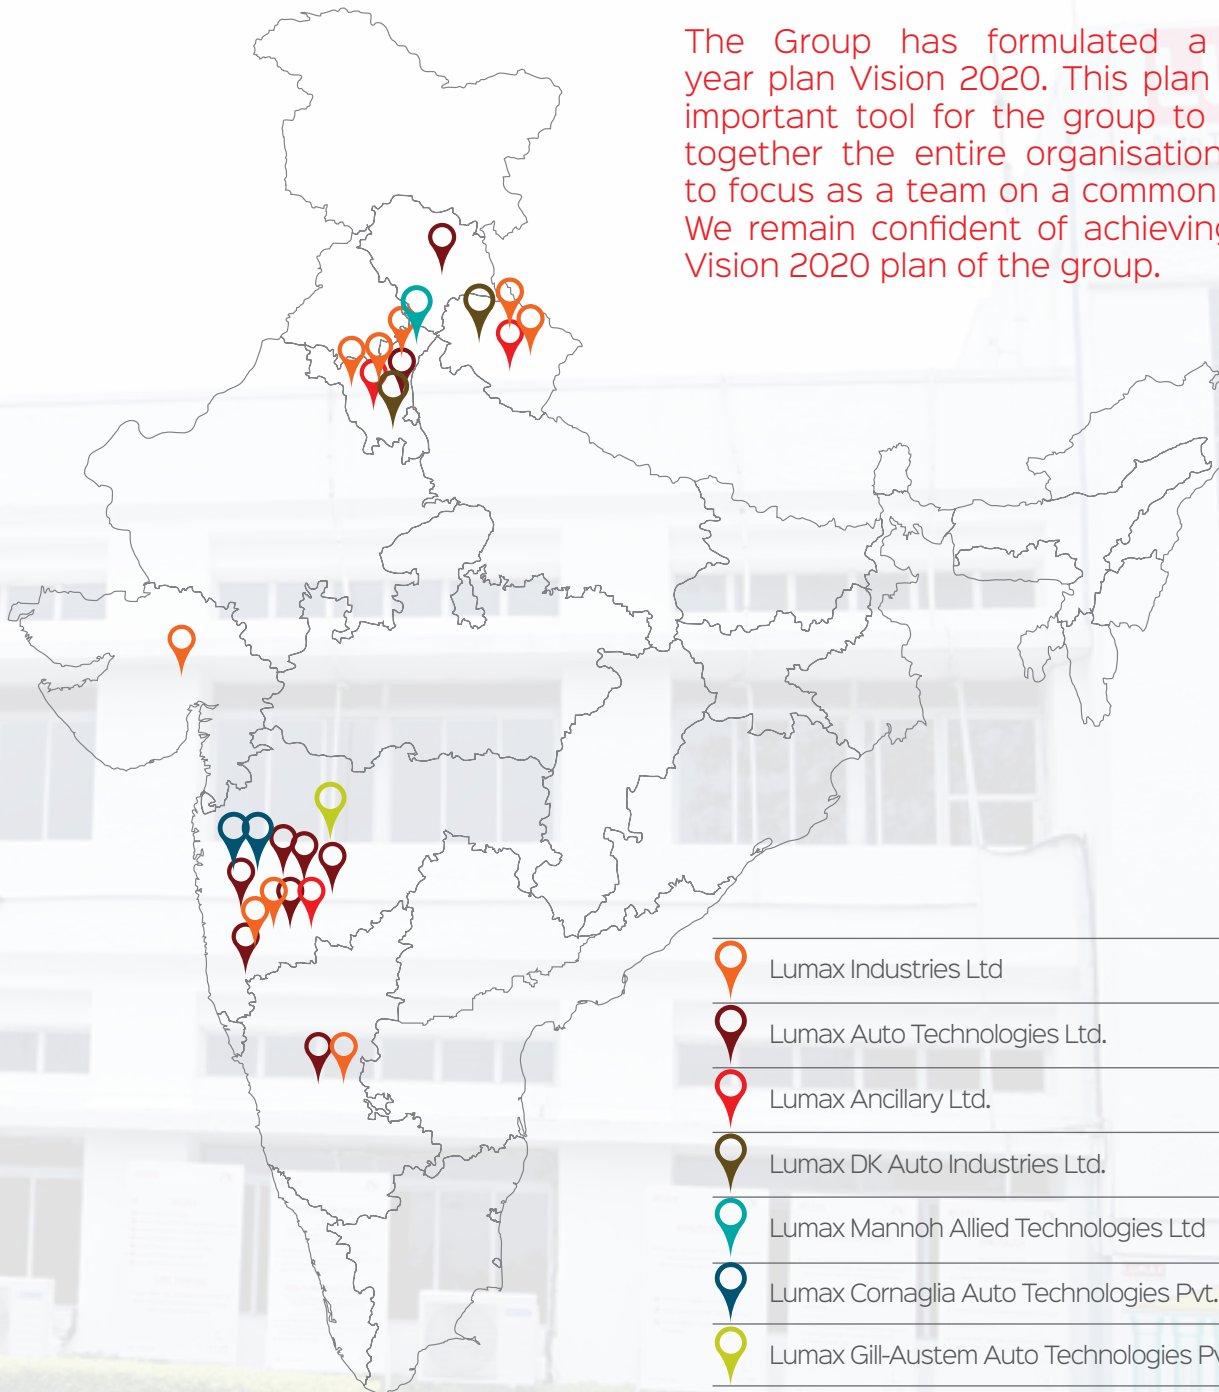 The Group has formulated a
year plan Vision 2020. This plan
important tool for the group to
together the entire organisation
to focus as a team on a common
We remain confident of achieving
Vision 2020 plan of the group.
Lumax Industries Ltd
Lumax Auto Technologies Ltd.
Lumax Ancillary Ltd.
Lumax DK Auto Industries Ltd.
Lumax Mannoh Allied Technologies Ltd
Lumax Cornaglia Auto Technologies Pvt.
Lumax Gill-Austem Auto Technologies